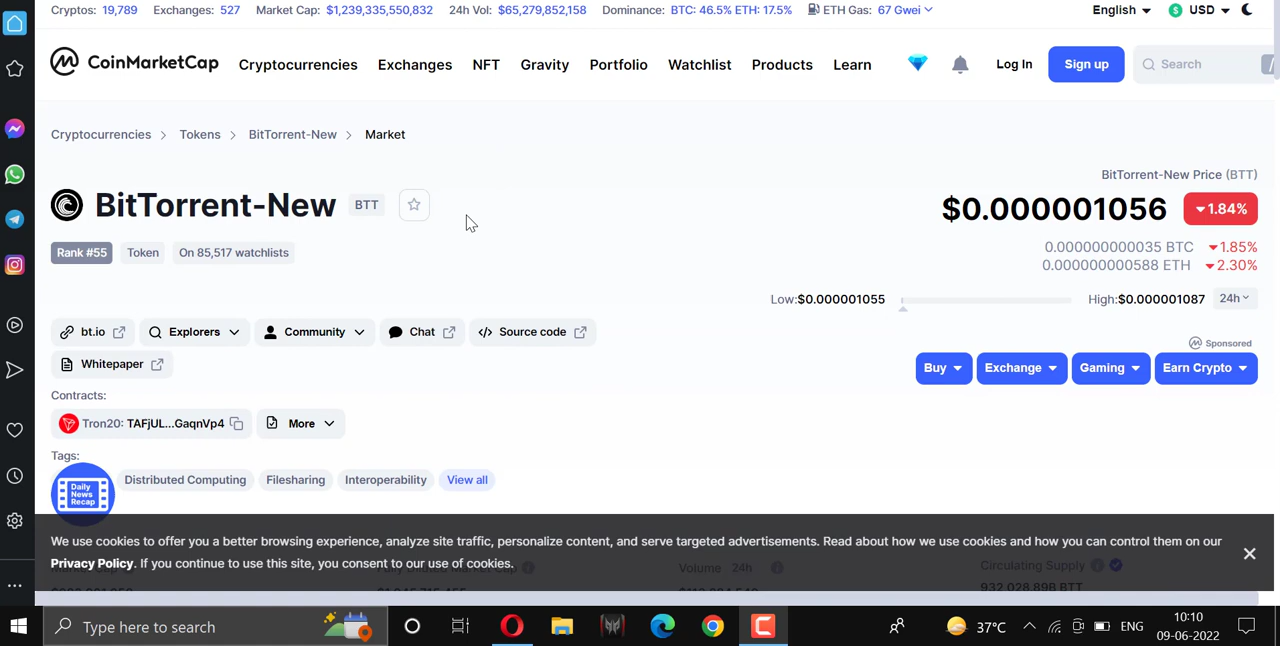 Cryptos: 19,789 Exchanges: 527 Market Cap: $1,239,335,550,832 24h Vol: $65,279,852,158 Dominance: BTC: 46.5% ETH: 17.5% ETH Gas: 67 Gwei English USD
CoinMarketCap Cryptocurrencies Exchanges NFT Gravity Portfolio Watchlist Products Learn Log In Sign up Search /
Cryptocurrencies > Tokens > BitTorrent-New > Market
BitTorrent-New Price (BTT)
BitTorrent-New BTT $0.000001056 1.84%
Rank #55 Token On 85,517 watchlists 0.000000000035 BTC 1.85%
0.000000000588 ETH 2.30%
Low:$0.000001055 High:$0.000001087 24h
bt.io Explorers Community Chat Source code
Sponsored
Whitepaper Buy Exchange Gaming Earn Crypto
Contracts:
Tron20: TAFjUL...GaqnVp4 More
Tags:
Daily News Recap Distributed Computing Filesharing Interoperability View all
We use cookies to offer you a better browsing experience, analyze site traffic, personalize content, and serve targeted advertisements. Read about how we use cookies and how you can control them on our
Privacy Policy. If you continue to use this site, you consent to our use of cookies.
Volume 24h Circulating Supply
932,028.89B BTT
Type here to search 37°C ENG 10:10
09-06-2022